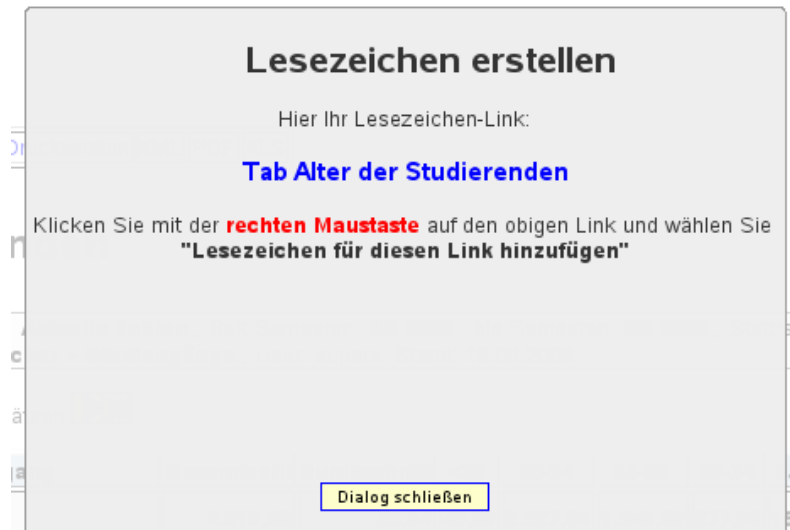 Lesezeichen erstellen
Hier Ihr Lesezeichen-Link:
Tab Alter der Studierenden
Klicken Sie mit der rechten Maustaste auf den obigen Link und wählen Sie
"Lesezeichen für diesen Link hinzufügen"
Dialog schließen